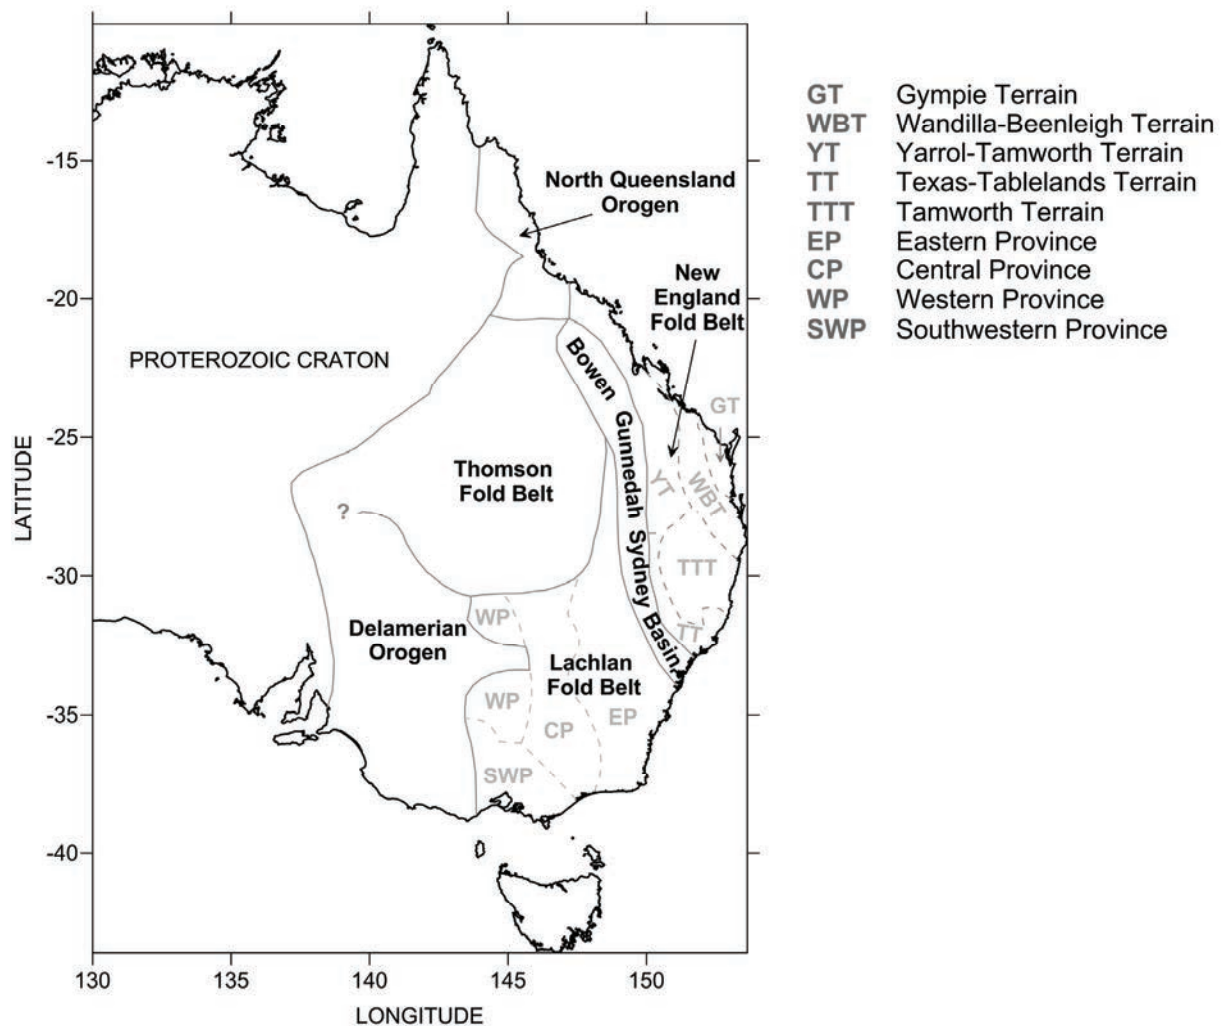 GT Gympie Terrain
WBT Wandilla-Beenleigh Terrain
YT Yarrol-Tamworth Terrain
TT Texas-Tablelands Terrain
TTT Tamworth Terrain
EP Eastern Province
CP Central Province
WP Western Province
SWP Southwestern Province
-15
-20
-25
-30
-35
-40
LATITUDE
North Queensland
Orogen
New
England
Fold Belt
PROTEROZOIC CRATON
Bowen Gunnedah Sydney Basin
GT
Thomson
Fold Belt
YT
WBT
?
TTT
WP
TT
Delamerian
Orogen
Lachlan
Fold Belt
WP
EP
CP
SWP
130
135
140
145
150
LONGITUDE